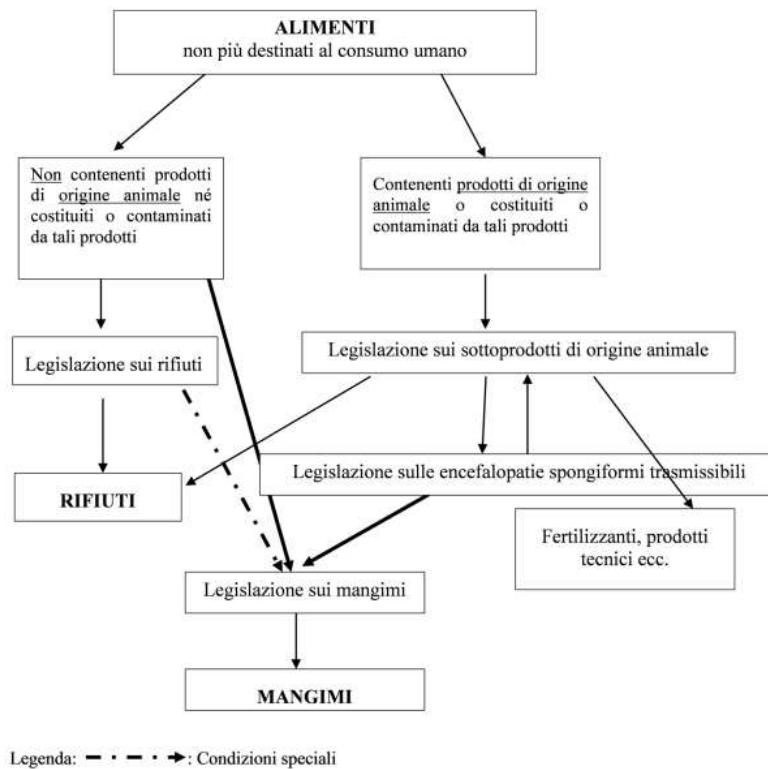 ALIMENTI
non più destinati al consumo umano
Non contenenti prodotti
di origine animale né
costituiti o contaminati
da tali prodotti
Contenenti prodotti di origine
animale o costituiti o
contaminati da tali prodotti
Legislazione sui rifiuti
Legislazione sui sottoprodotti di origine animale
RIFIUTI
Legislazione sulle encefalopatie spongiformi trasmissibili
Fertilizzanti, prodotti
tecnici ecc.
Legislazione sui mangimi
MANGIMI
Legenda: : Condizioni speciali